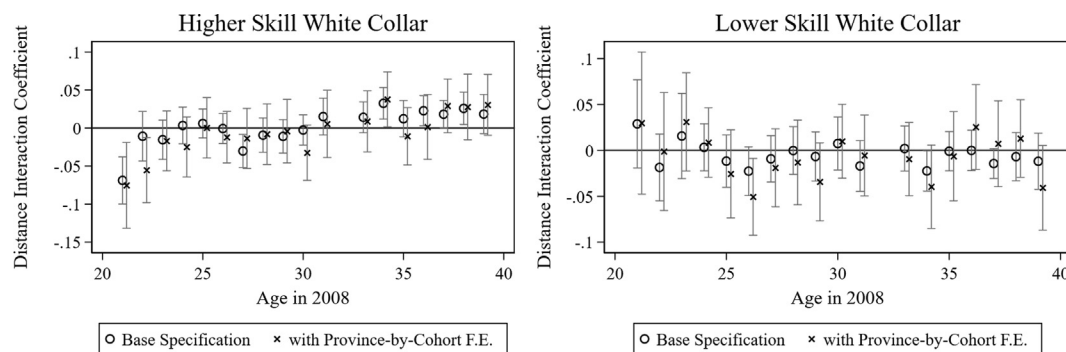 Higher Skill White Collar
Distance Interaction Coefficient
.1
.05
0
-.05
-.1
-.15
20 25 30 35 40
Age in 2008
Base Specification with Province-by-Cohort F.E.
Lower Skill White Collar
Distance Interaction Coefficient
.1
.05
0
-.05
-.1
20 25 30 35 40
Age in 2008
Base Specification with Province-by-Cohort F.E.